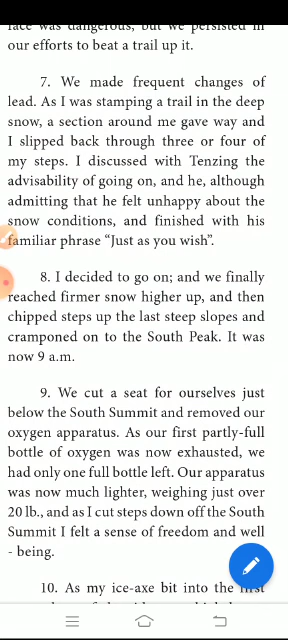 face was dangerous, but we persisted in
our efforts to beat a trail up it.
7. We made frequent changes of
lead. As I was stamping a trail in the deep
snow, a section around me gave way and
I slipped back through three or four of
my steps. I discussed with Tenzing the
advisability of going on, and he, although
admitting that he felt unhappy about the
snow conditions, and finished with his
familiar phrase “Just as you wish”.
8. I decided to go on; and we finally
reached firmer snow higher up, and then
chipped steps up the last steep slopes and
cramponed on to the South Peak. It was
now 9 a.m.
9. We cut a seat for ourselves just
below the South Summit and removed our
oxygen apparatus. As our first partly-full
bottle of oxygen was now exhausted, we
had only one full bottle left. Our apparatus
was now much lighter, weighing just over
20 lb., and as I cut steps down off the South
Summit I felt a sense of freedom and well
- being.
10. As my ice-axe bit into the first